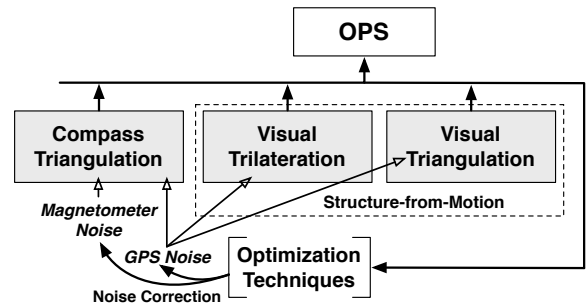 OPS
Compass
Triangulation
Visual
Trilateration
Visual
Triangulation
Structure-from-Motion
Magnetometer
Noise
GPS Noise
Optimization
Techniques
Noise Correction